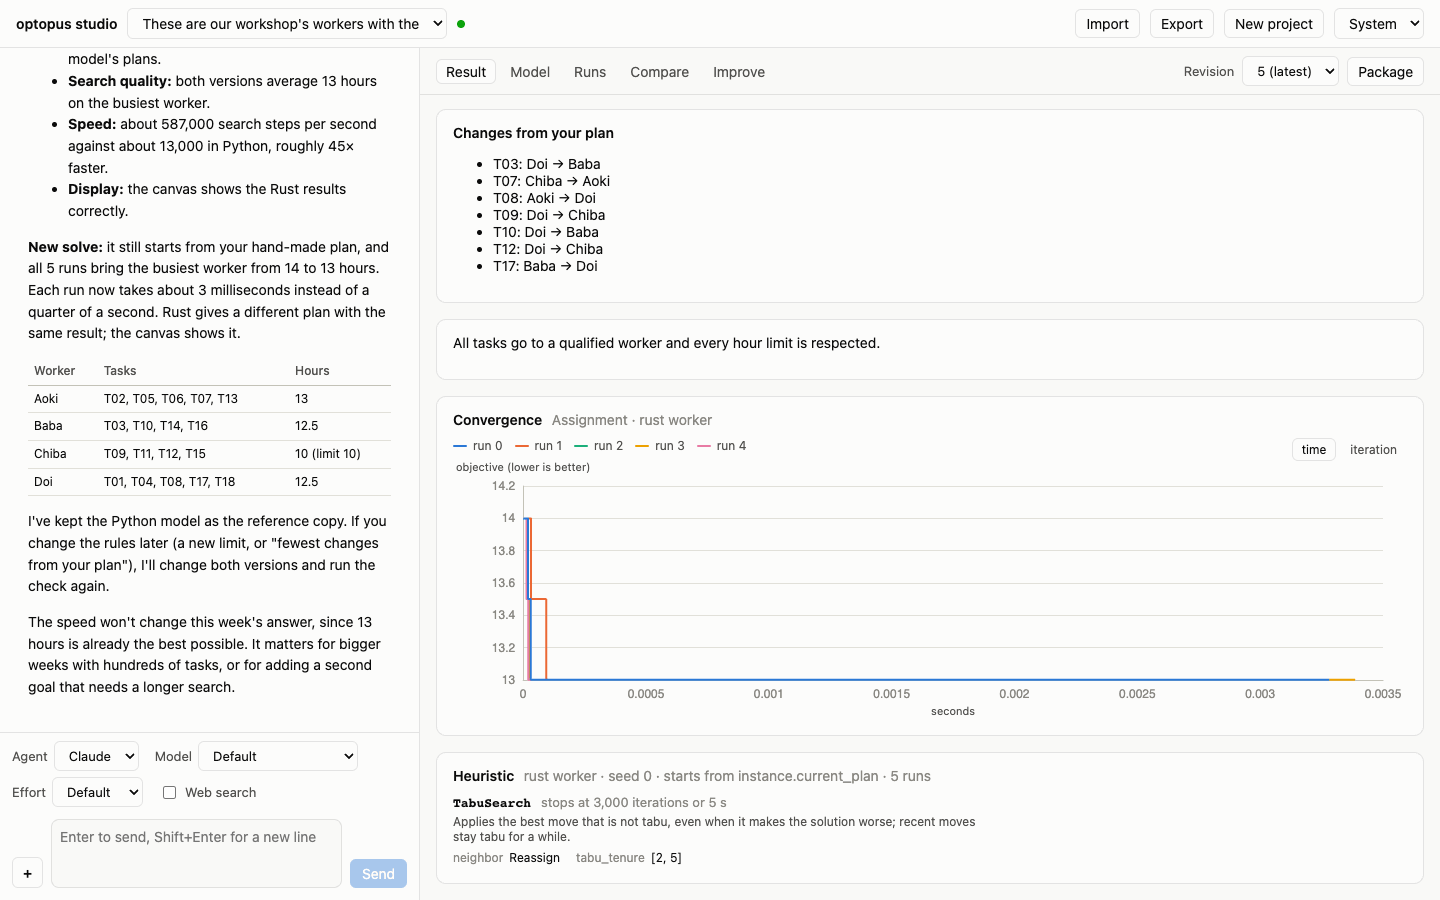 optopus studio
These are our workshop's workers with the
Import
Export
New project
System
model's plans.
• Search quality: both versions average 13 hours
on the busiest worker.
• Speed: about 587,000 search steps per second
against about 13,000 in Python, roughly 45×
faster.
• Display: the canvas shows the Rust results
correctly.
New solve: it still starts from your hand-made plan, and
all 5 runs bring the busiest worker from 14 to 13 hours.
Each run now takes about 3 milliseconds instead of a
quarter of a second. Rust gives a different plan with the
same result; the canvas shows it.
Worker Tasks Hours
Aoki T02, T05, T06, T07, T13 13
Baba T03, T10, T14, T16 12.5
Chiba T09, T11, T12, T15 10 (limit 10)
Doi T01, T04, T08, T17, T18 12.5
I've kept the Python model as the reference copy. If you
change the rules later (a new limit, or "fewest changes
from your plan"), I'll change both versions and run the
check again.
The speed won't change this week's answer, since 13
hours is already the best possible. It matters for bigger
weeks with hundreds of tasks, or for adding a second
goal that needs a longer search.
Agent Claude Model Default
Effort Default Web search
Enter to send, Shift+Enter for a new line
+
Send
Result Model Runs Compare Improve
Revision 5 (latest) Package
Changes from your plan
• T03: Doi → Baba
• T07: Chiba → Aoki
• T08: Aoki → Doi
• T09: Doi → Chiba
• T10: Doi → Baba
• T12: Doi → Chiba
• T17: Baba → Doi
All tasks go to a qualified worker and every hour limit is respected.
Convergence Assignment · rust worker
run 0 run 1 run 2 run 3 run 4
time iteration
objective (lower is better)
14.2
14
13.8
13.6
13.4
13.2
13
0 0.0005 0.001 0.0015 0.002 0.0025 0.003 0.0035
seconds
Heuristic rust worker · seed 0 · starts from instance.current_plan · 5 runs
TabuSearch stops at 3,000 iterations or 5 s
Applies the best move that is not tabu, even when it makes the solution worse; recent moves
stay tabu for a while.
neighbor Reassign tabu_tenure [2, 5]